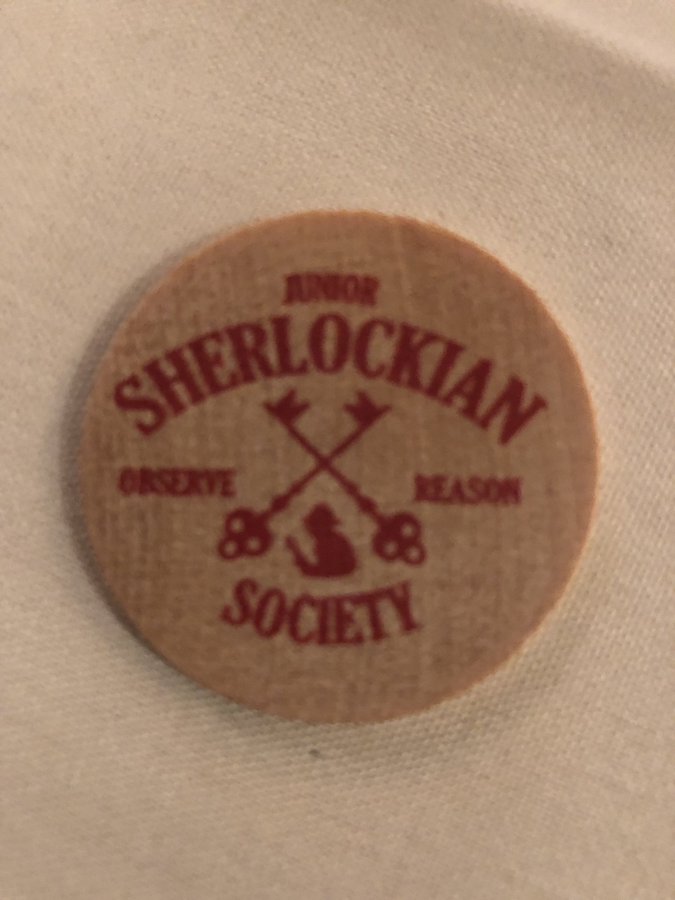 JUNIOR
SHERLOCKIAN
OBSERVE REASON
SOCIETY